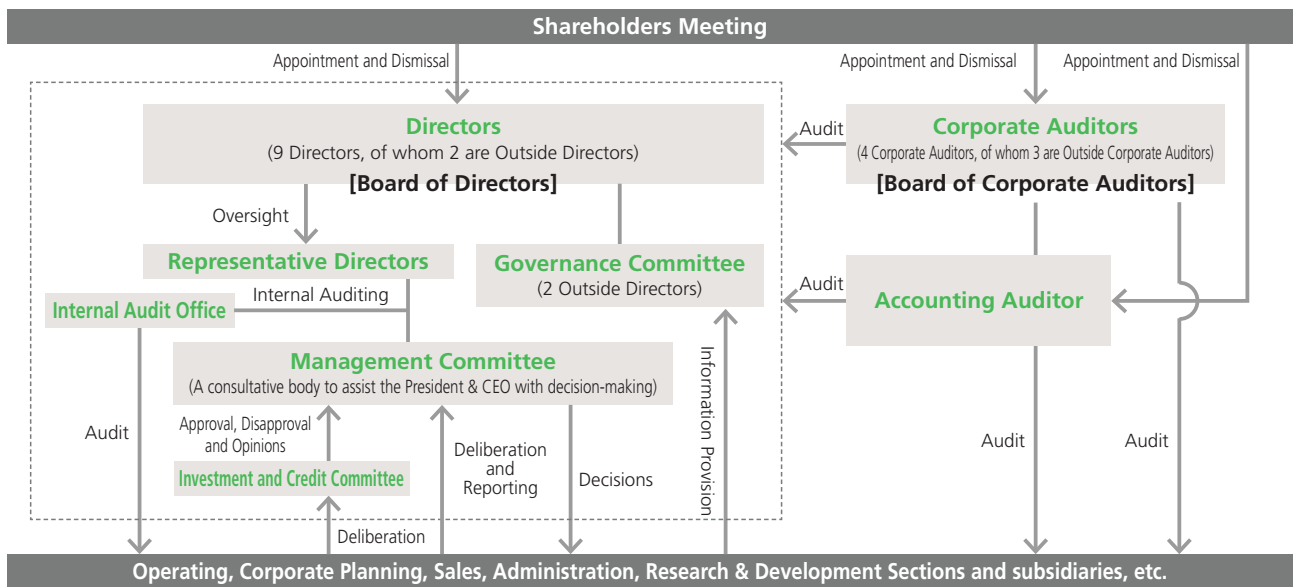 Shareholders Meeting
Appointment and Dismissal
Appointment and Dismissal
Appointment and Dismissal
Directors
(9 Directors, of whom 2 are Outside Directors)
[Board of Directors]
Audit
Corporate Auditors
(4 Corporate Auditors, of whom 3 are Outside Corporate Auditors)
[Board of Corporate Auditors]
Oversight
Representative Directors
Governance Committee
(2 Outside Directors)
Internal Auditing
Internal Audit Office
Audit
Accounting Auditor
Management Committee
(A consultative body to assist the President & CEO with decision-making)
Information Provision
Audit
Approval, Disapproval
and Opinions
Investment and Credit Committee
Deliberation
and
Reporting
Decisions
Audit
Audit
Deliberation
Operating, Corporate Planning, Sales, Administration, Research & Development Sections and subsidiaries, etc.